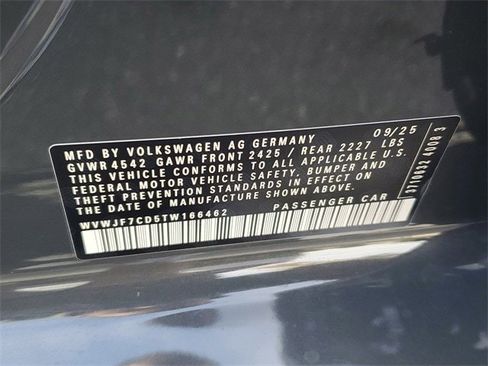 MFD BY VOLKSWAGEN AG GERMANY 09/25
GVWR 4542 GAWR FRONT 2425 / REAR 2227 LBS
THIS VEHICLE CONFORMS TO ALL APPLICABLE U.S.
FEDERAL MOTOR VEHICLE SAFETY, BUMPER AND
THEFT PREVENTION STANDARDS IN EFFECT ON THE
DATE OF MANUFACTURE SHOWN ABOVE.
WVWJF7CD5TW166462 PASSENGER CAR